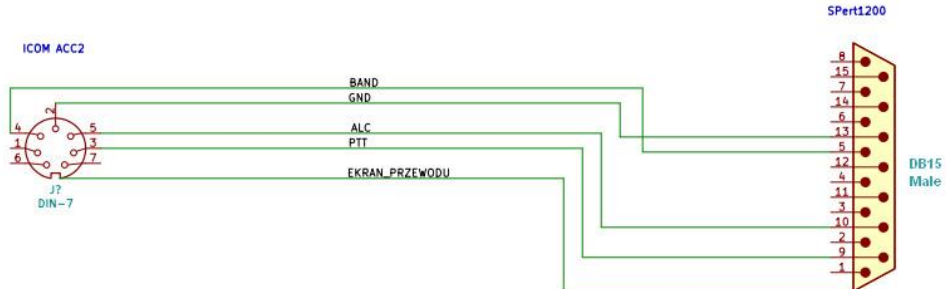 SPert1200
ICOM ACC2
8
15
7
14
6
13
5
12
4
11
3
10
2
9
1
BAND
GND
ALC
PTT
EKRAN_PRZEWODU
2
4
5
1
3
6
7
J?
DIN-7
DB15
Male